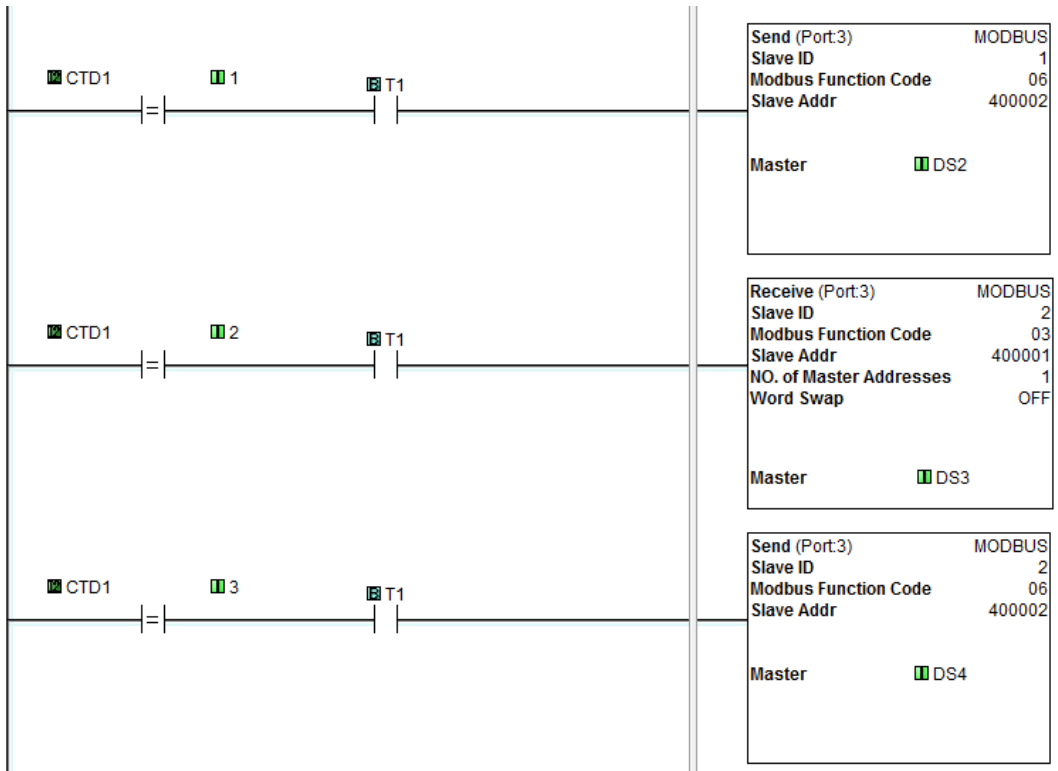 CTD1 1 T1
=
Send (Port:3) MODBUS
Slave ID 1
Modbus Function Code 06
Slave Addr 400002
Master DS2
CTD1 2 T1
=
Receive (Port:3) MODBUS
Slave ID 2
Modbus Function Code 03
Slave Addr 400001
NO. of Master Addresses 1
Word Swap OFF
Master DS3
CTD1 3 T1
=
Send (Port:3) MODBUS
Slave ID 2
Modbus Function Code 06
Slave Addr 400002
Master DS4